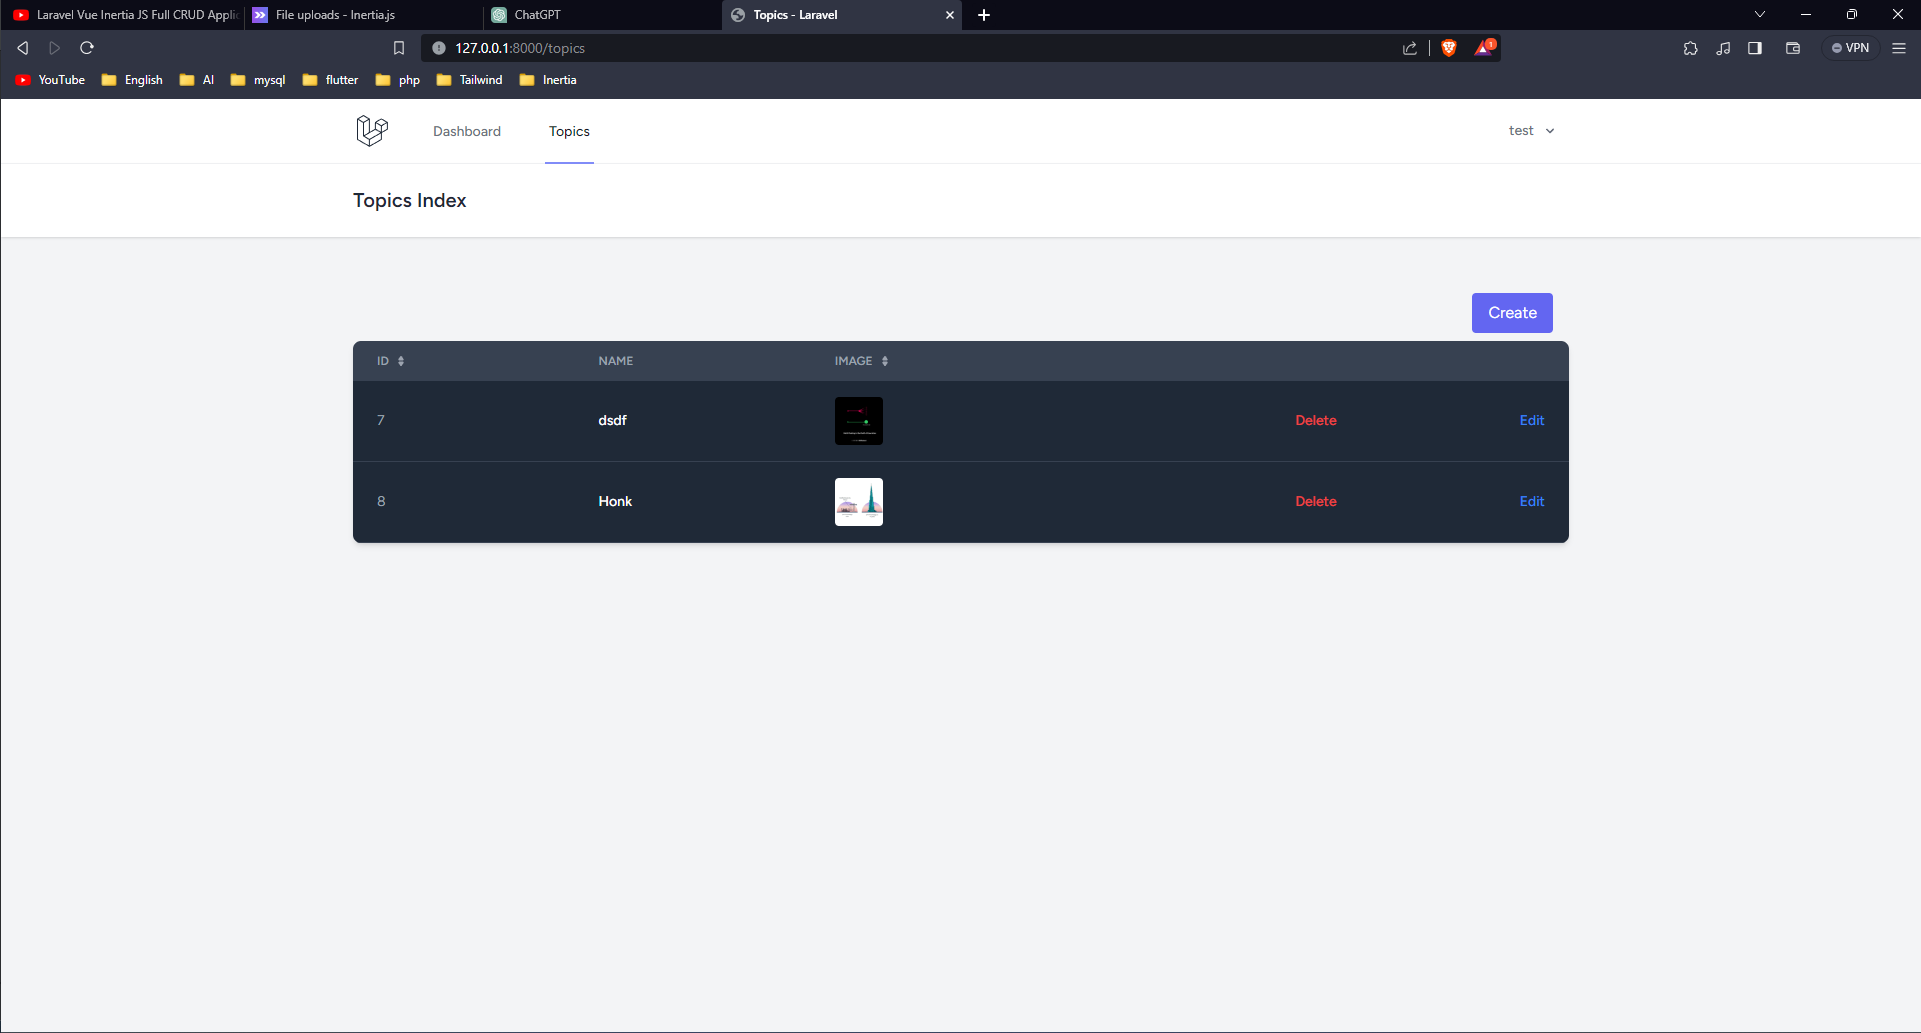 Laravel Vue Inertia JS Full CRUD Applic
File uploads - Inertia.js
ChatGPT
Topics - Laravel
127.0.0.1:8000/topics
1
VPN
YouTube
English
AI
mysql
flutter
php
Tailwind
Inertia
Dashboard
Topics
test
Topics Index
Create
ID
NAME
IMAGE
7
dsdf
Delete
Edit
8
Honk
Delete
Edit